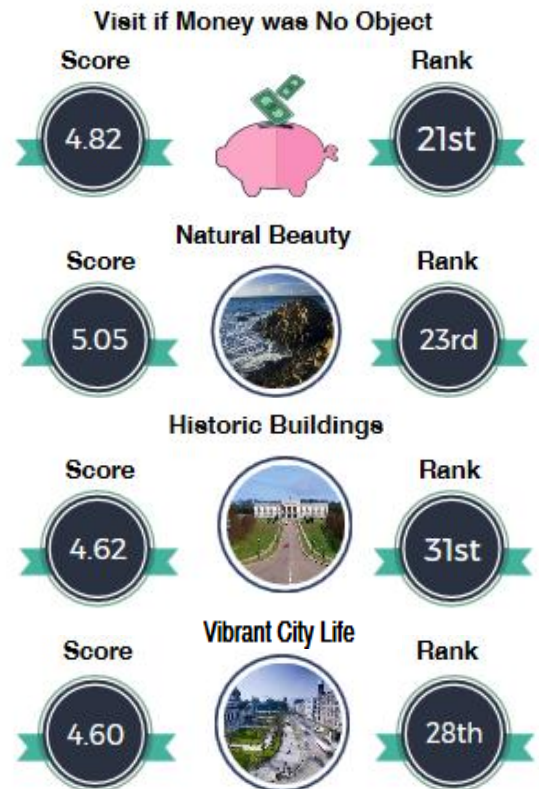 Visit if Money was No Object
Score Rank
4.82 21st
Natural Beauty
Score Rank
5.05 23rd
Historic Buildings
Score Rank
4.62 31st
Vibrant City Life
Score Rank
4.60 28th